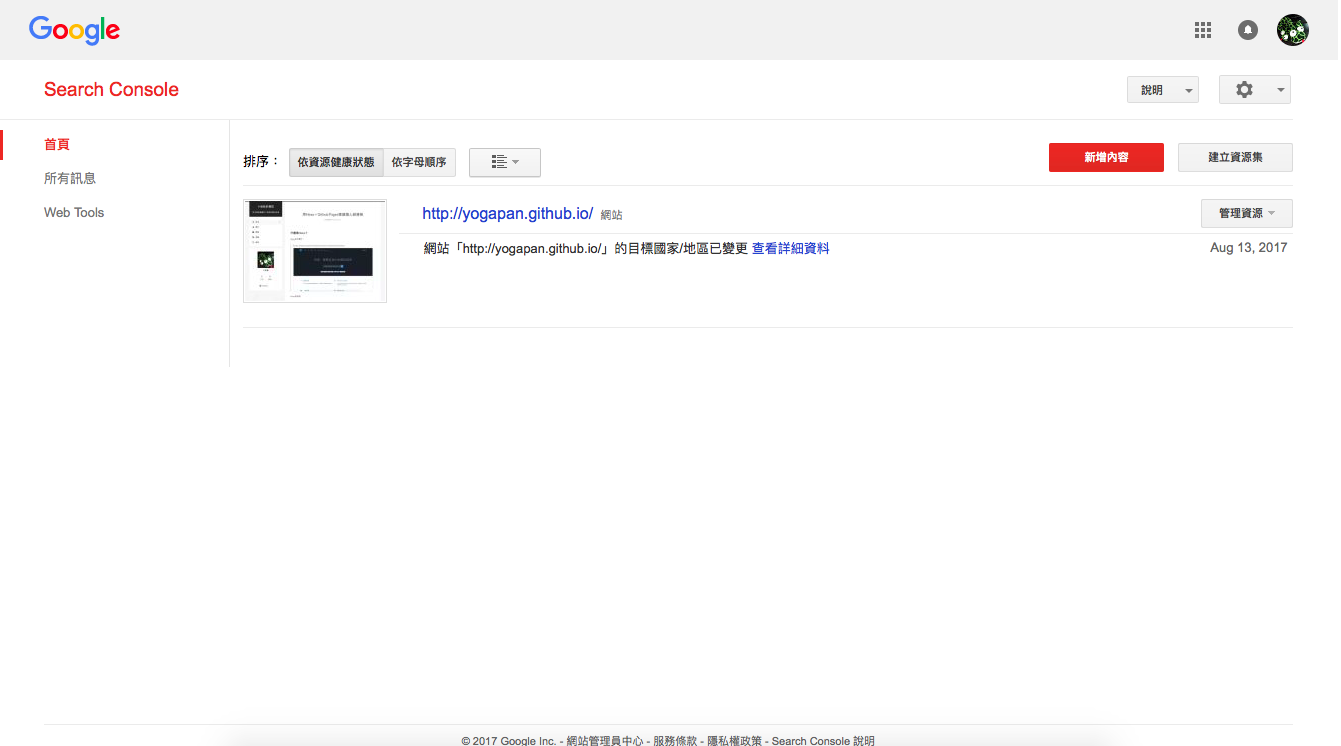 Google
Search Console
說明
首頁
所有訊息
Web Tools
排序：
依資源健康狀態
依字母順序
新增內容
建立資源集
http://yogapan.github.io/ 網站
管理資源
網站「http://yogapan.github.io/」的目標國家/地區已變更 查看詳細資料
Aug 13, 2017
© 2017 Google Inc. - 網站管理員中心 - 服務條款 - 隱私權政策 - Search Console 說明